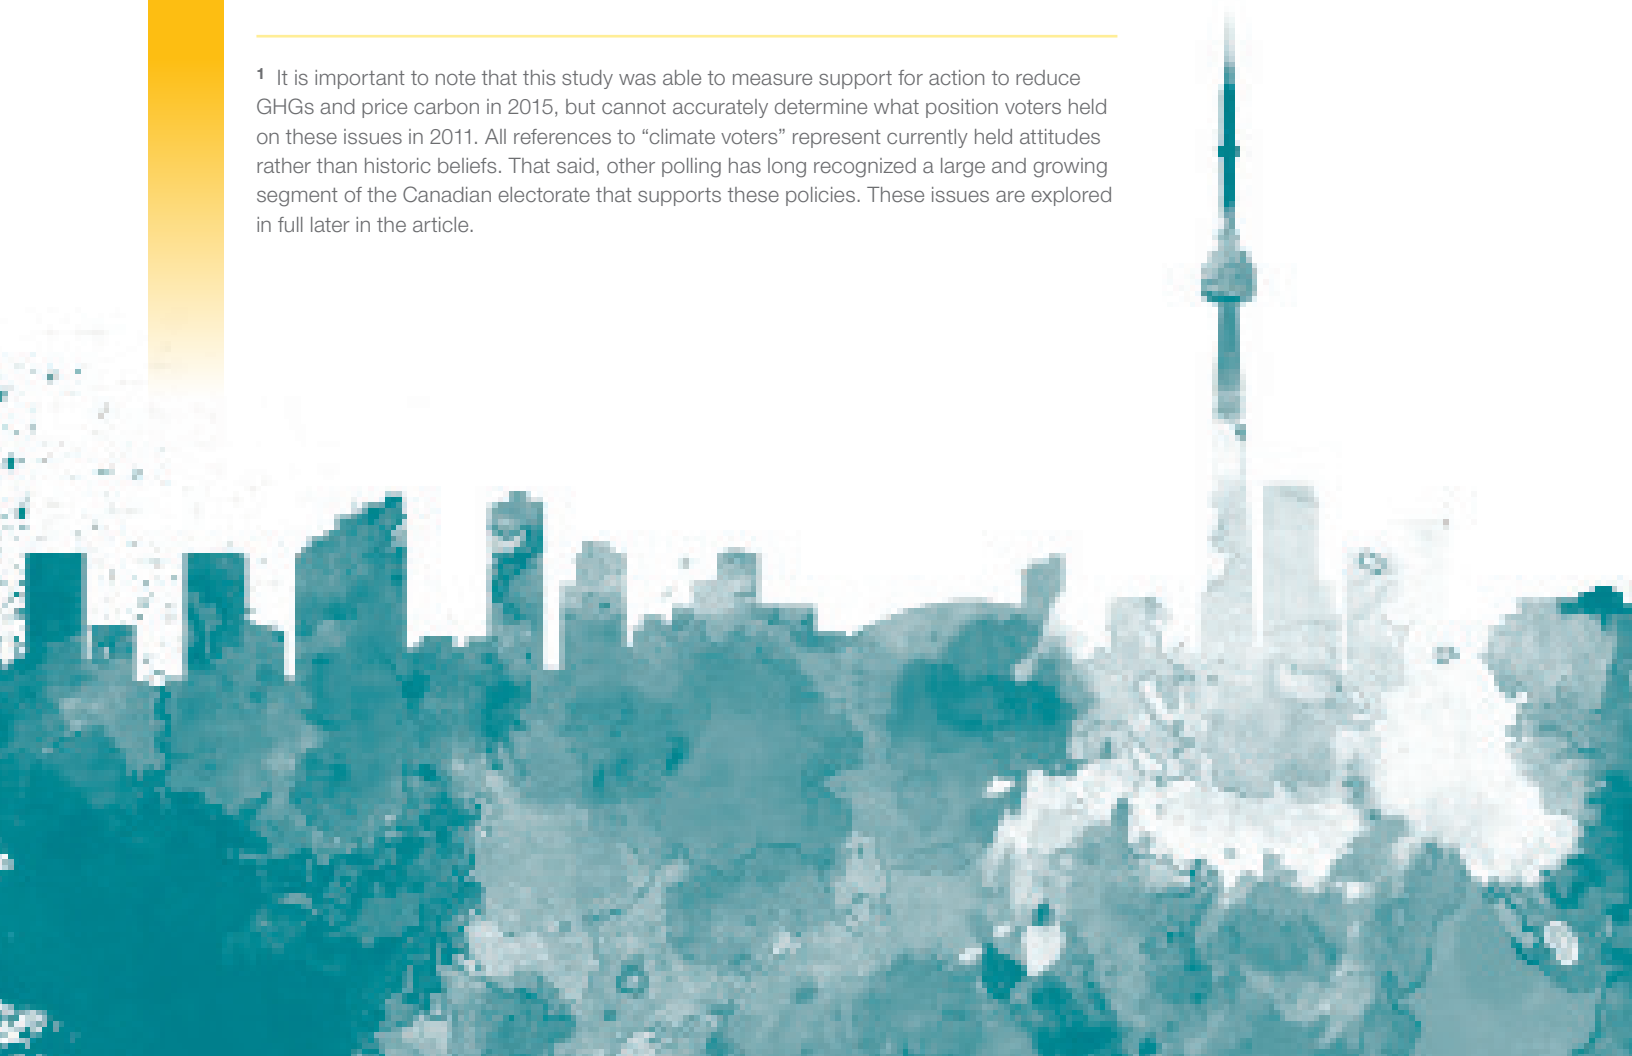 1 It is important to note that this study was able to measure support for action to reduce
GHGs and price carbon in 2015, but cannot accurately determine what position voters held
on these issues in 2011. All references to “climate voters” represent currently held attitudes
rather than historic beliefs. That said, other polling has long recognized a large and growing
segment of the Canadian electorate that supports these policies. These issues are explored
in full later in the article.